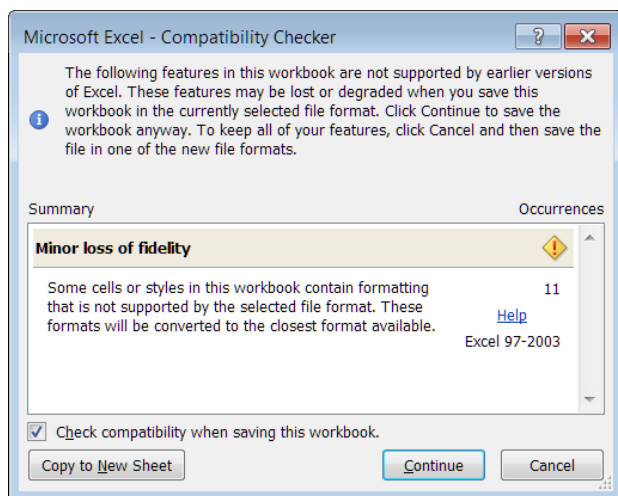 Microsoft Excel - Compatibility Checker
The following features in this workbook are not supported by earlier versions
of Excel. These features may be lost or degraded when you save this
workbook in the currently selected file format. Click Continue to save the
workbook anyway. To keep all of your features, click Cancel and then save the
file in one of the new file formats.
Summary Occurrences
Minor loss of fidelity
Some cells or styles in this workbook contain formatting 11
that is not supported by the selected file format. These Help
formats will be converted to the closest format available.
Excel 97-2003
Check compatibility when saving this workbook.
Copy to New Sheet Continue Cancel